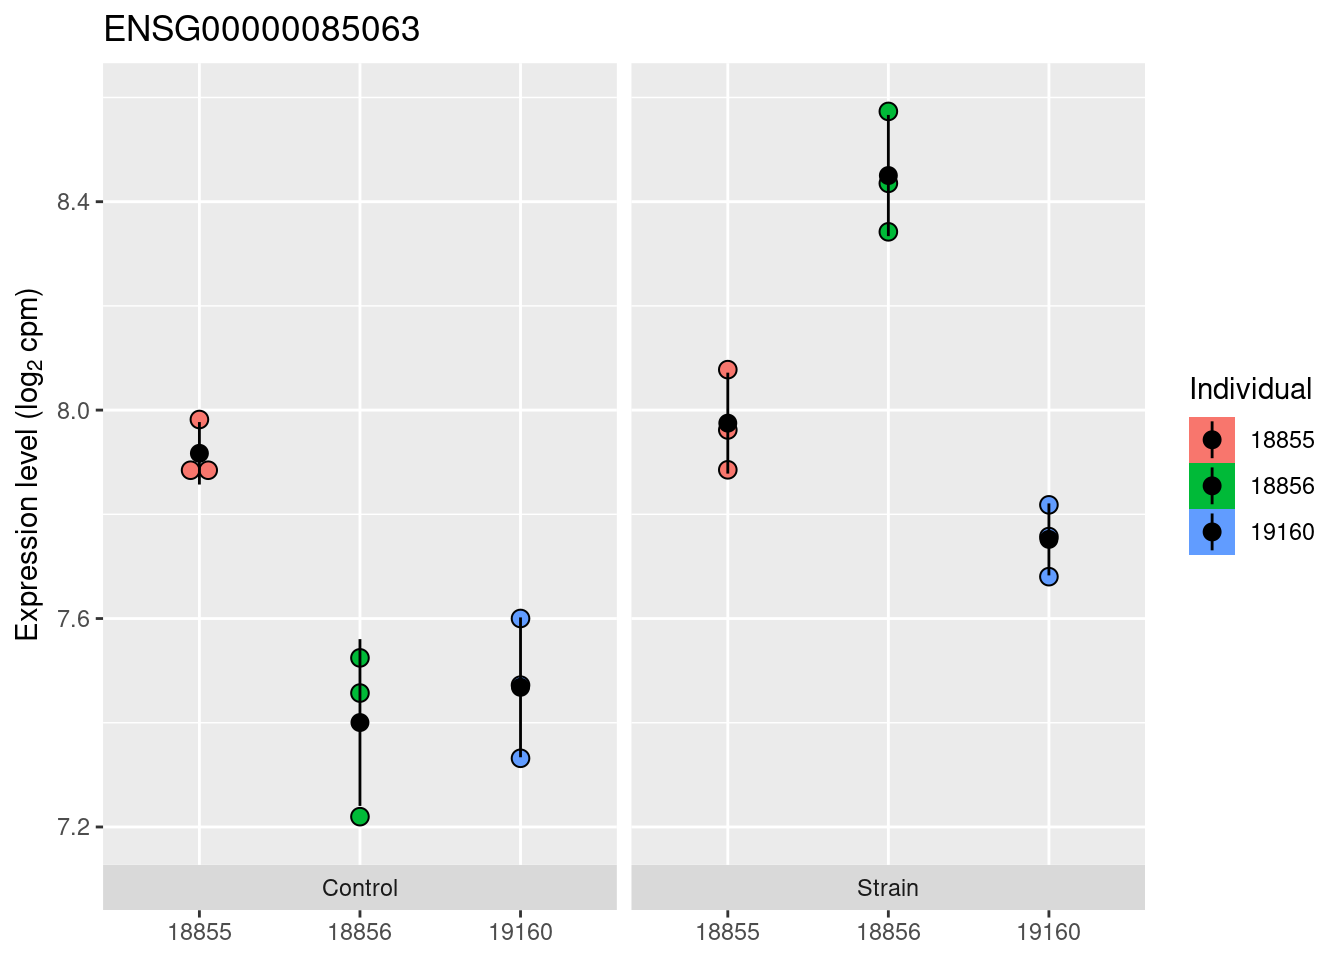 ENSG00000085063
Expression level (log₂ cpm)
8.4
8.0
7.6
7.2
Control
Strain
18855
18856
19160
18855
18856
19160
Individual
18855
18856
19160